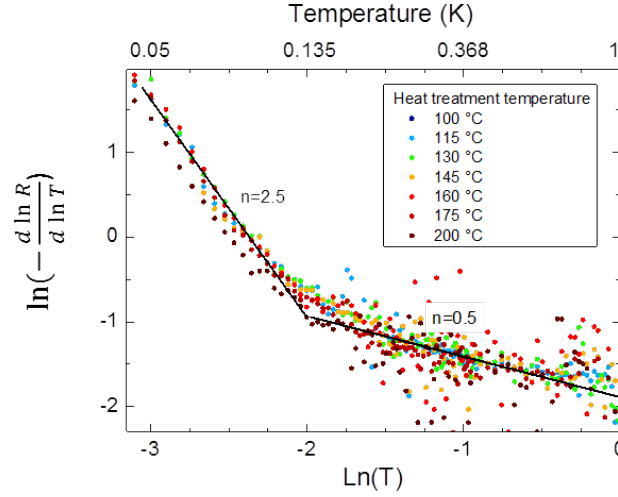 Temperature (K)
0.05 0.135 0.368 1
Heat treatment temperature
100 °C
115 °C
130 °C
145 °C
160 °C
175 °C
200 °C
n=2.5
n=0.5
ln(-d ln R/d ln T)
1
0
-1
-2
-3 -2 -1 0
Ln(T)